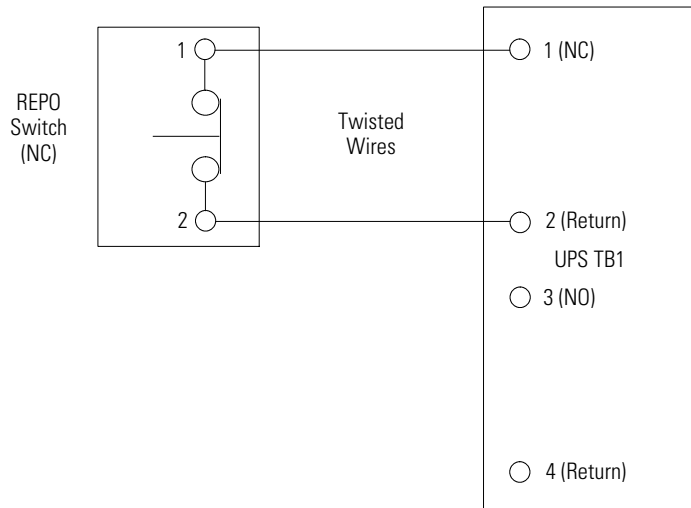 1
REPO
Switch
(NC)
2
Twisted
Wires
1 (NC)
2 (Return)
UPS TB1
3 (NO)
4 (Return)